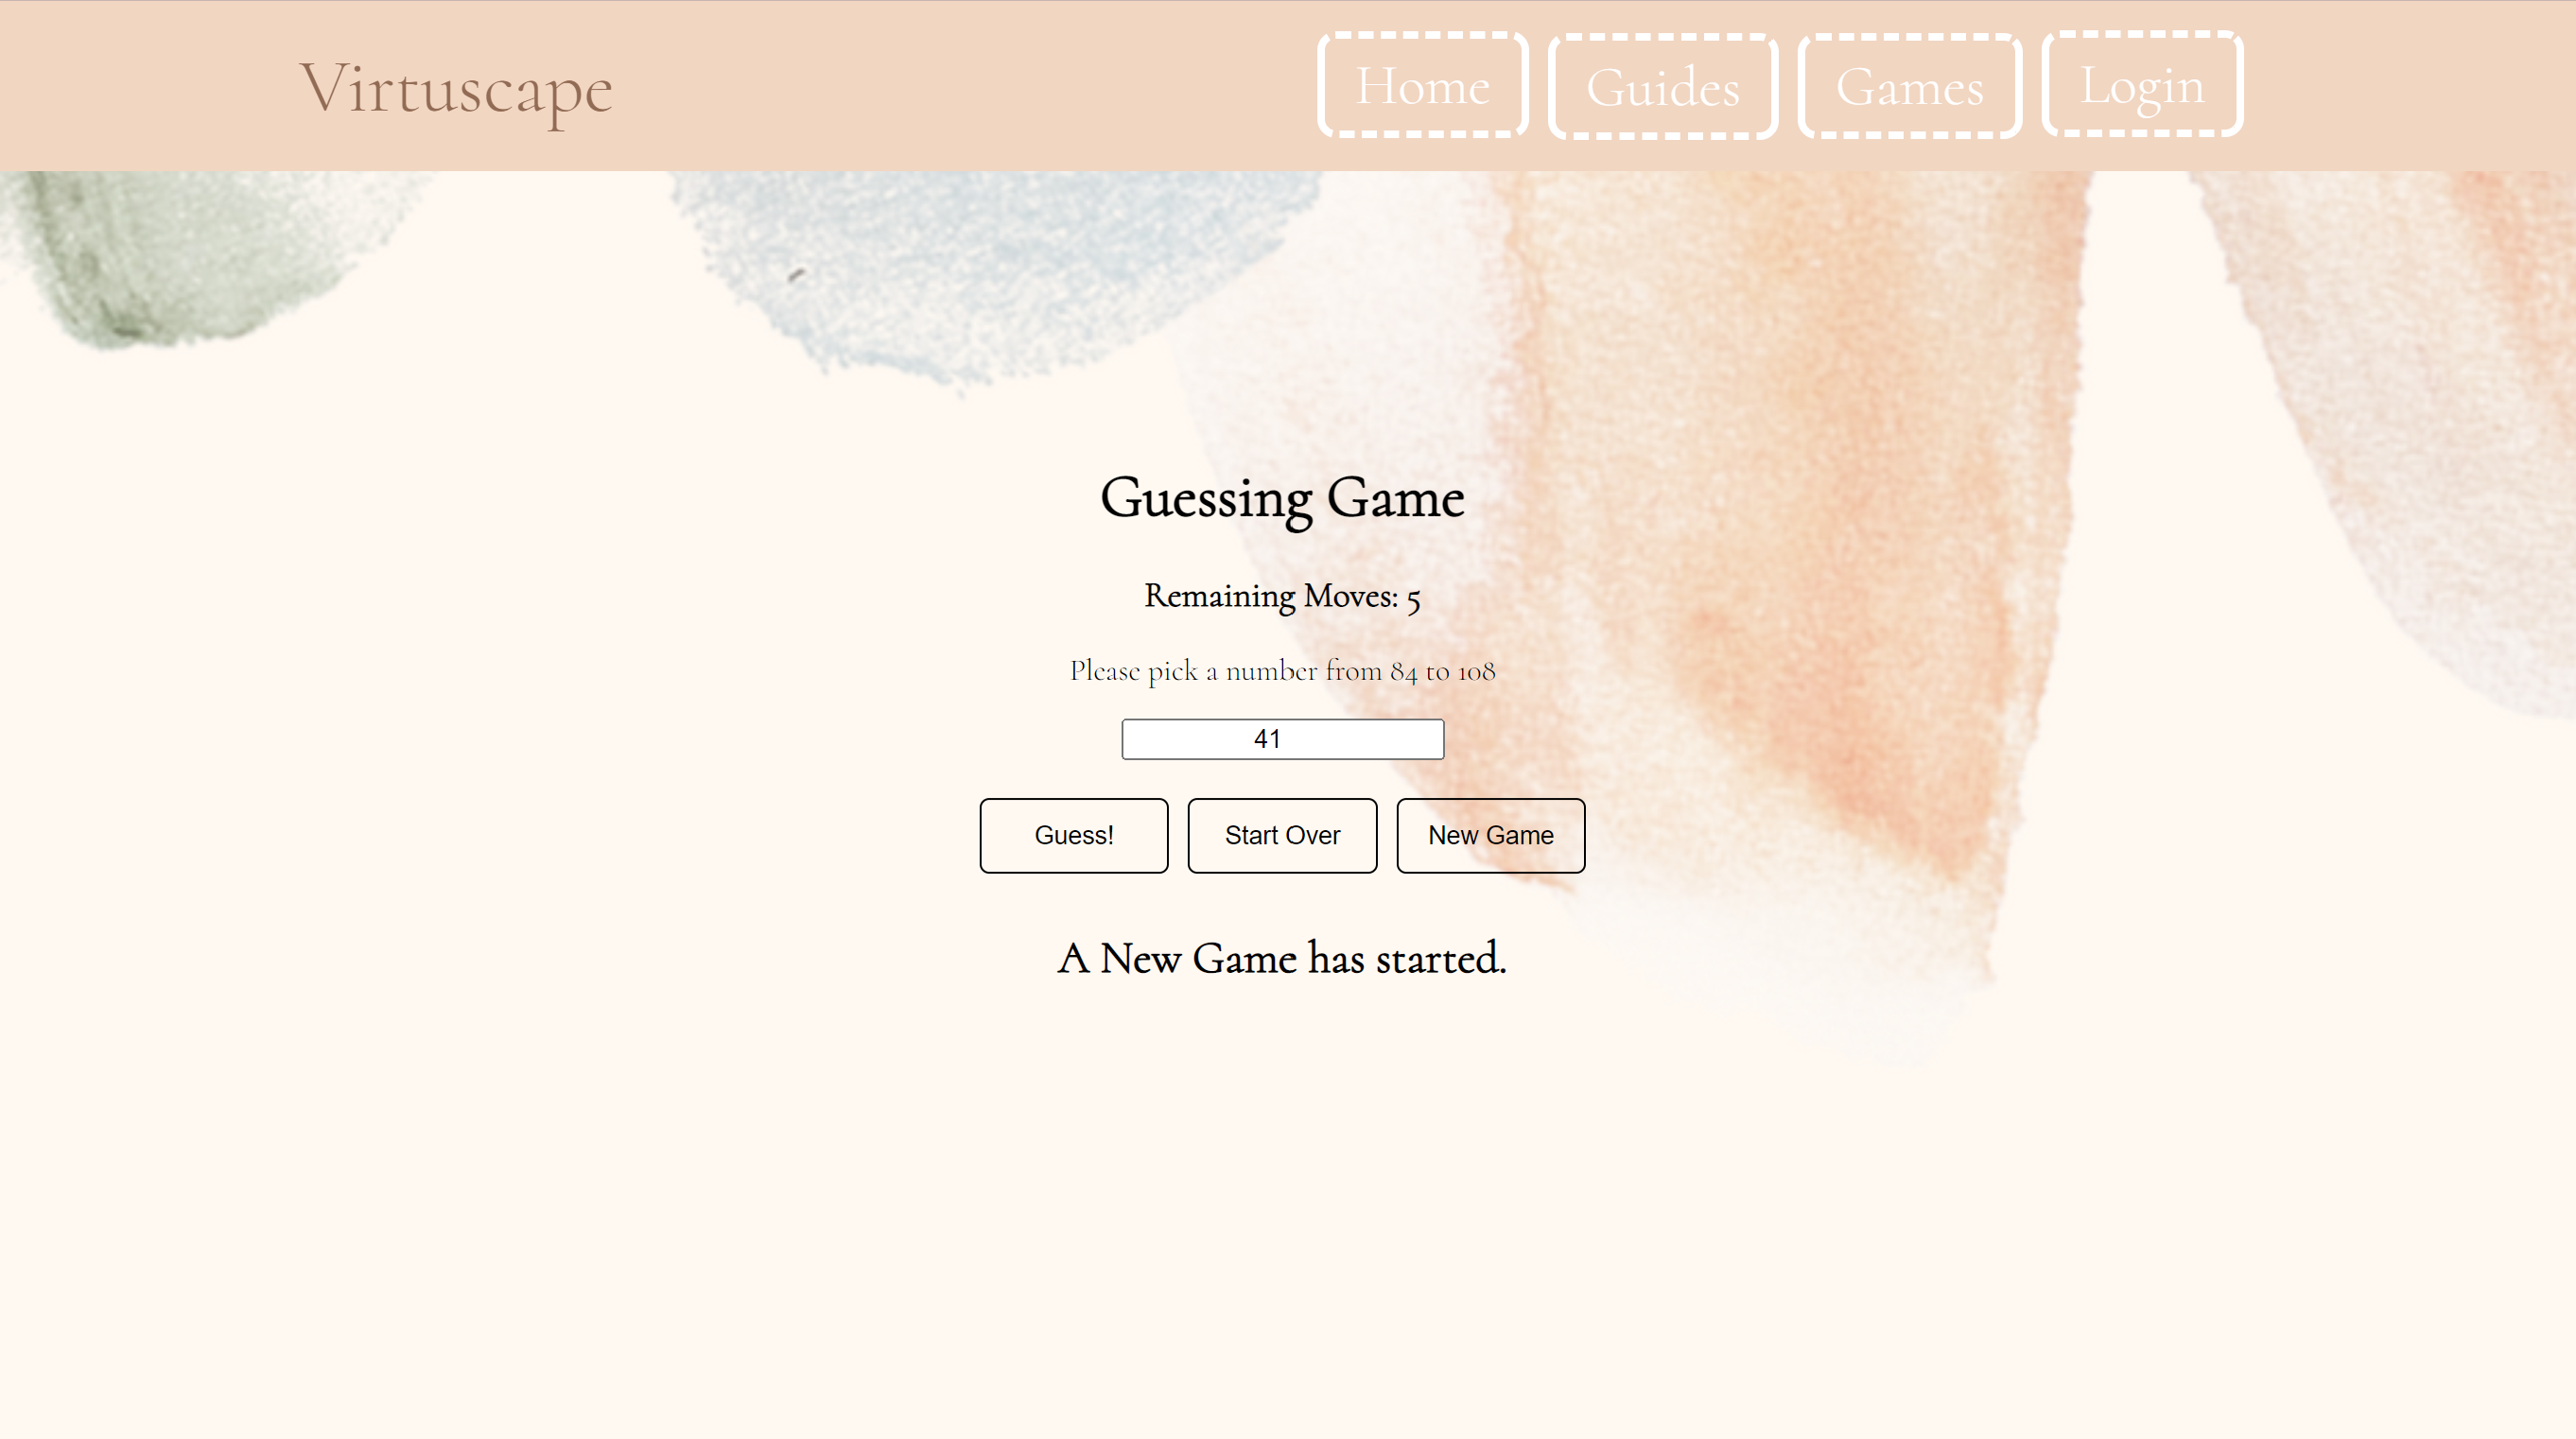 Virtuscape
Home Guides Games Login
Guessing Game
Remaining Moves: 5
Please pick a number from 84 to 108
41
Guess! Start Over New Game
A New Game has started.